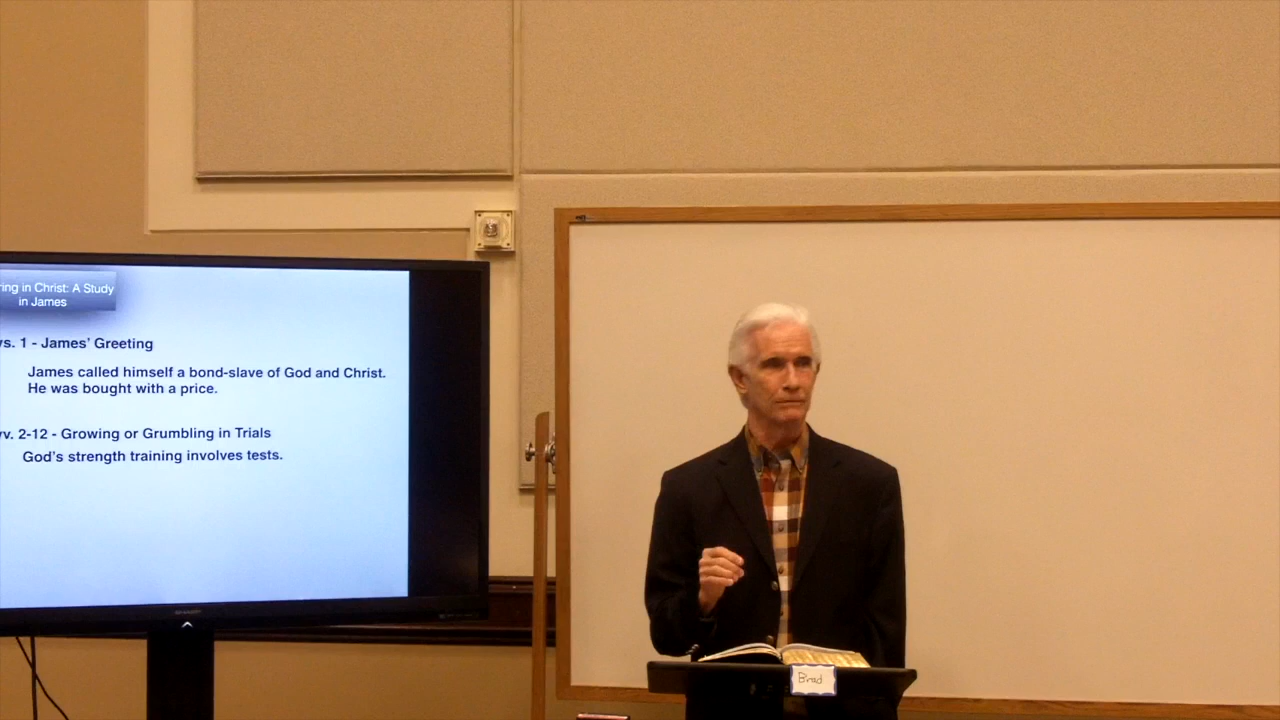 ring in Christ: A Study
in James
vs. 1 - James' Greeting
James called himself a bond-slave of God and Christ.
He was bought with a price.
vv. 2-12 - Growing or Grumbling in Trials
God's strength training involves tests.
SHARP
Brad